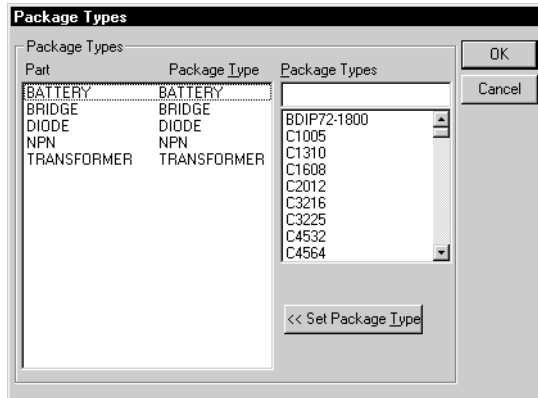 Package Types
Package Types
Part Package Type
BATTERY BATTERY
BRIDGE BRIDGE
DIODE DIODE
NPN NPN
TRANSFORMER TRANSFORMER
Package Types
BDIP72-1800
C1005
C1310
C1608
C2012
C3216
C3225
C4532
C4564
<< Set Package Type
OK
Cancel